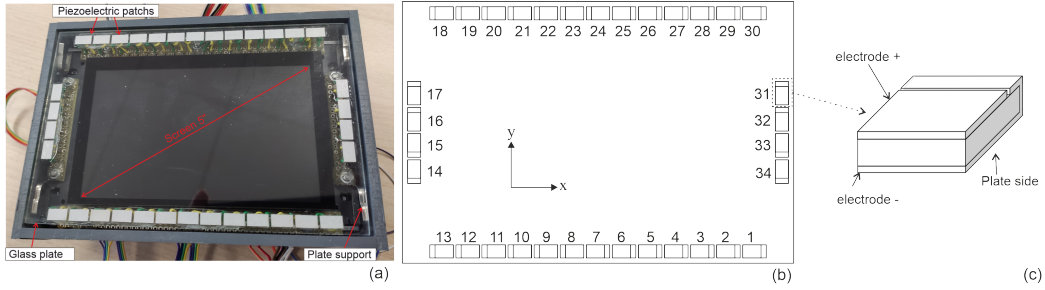 Piezoelectric patchs
Screen
Glass plate
Plate support
(a)
18 19 20 21 22 23 24 25 26 27 28 29 30
17 31
16 32
15 33
14 34
y
x
13 12 11 10 9 8 7 6 5 4 3 2 1
(b)
electrode +
Plate side
electrode -
(c)